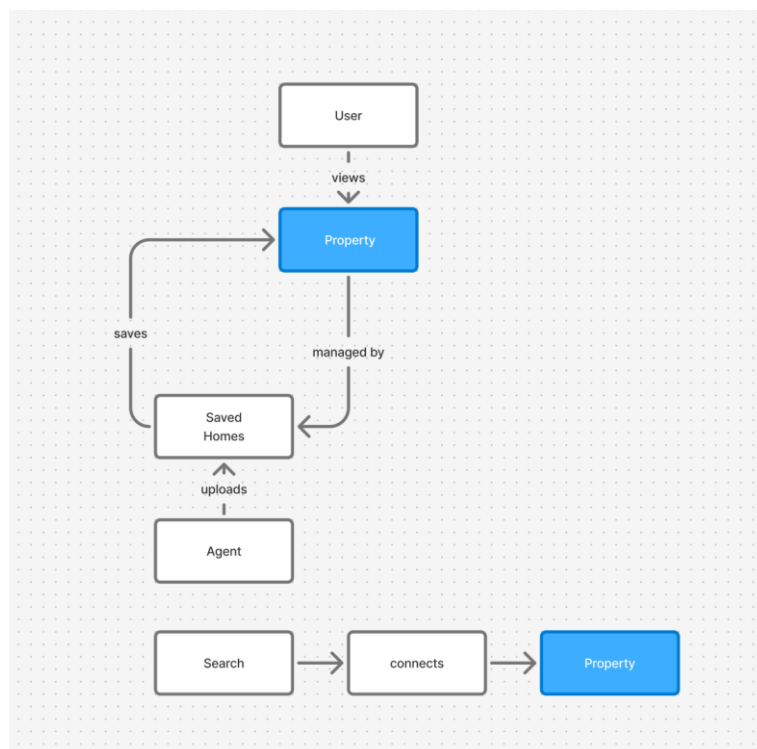 User
views
Property
saves
managed by
Saved
Homes
uploads
Agent
Search
connects
Property